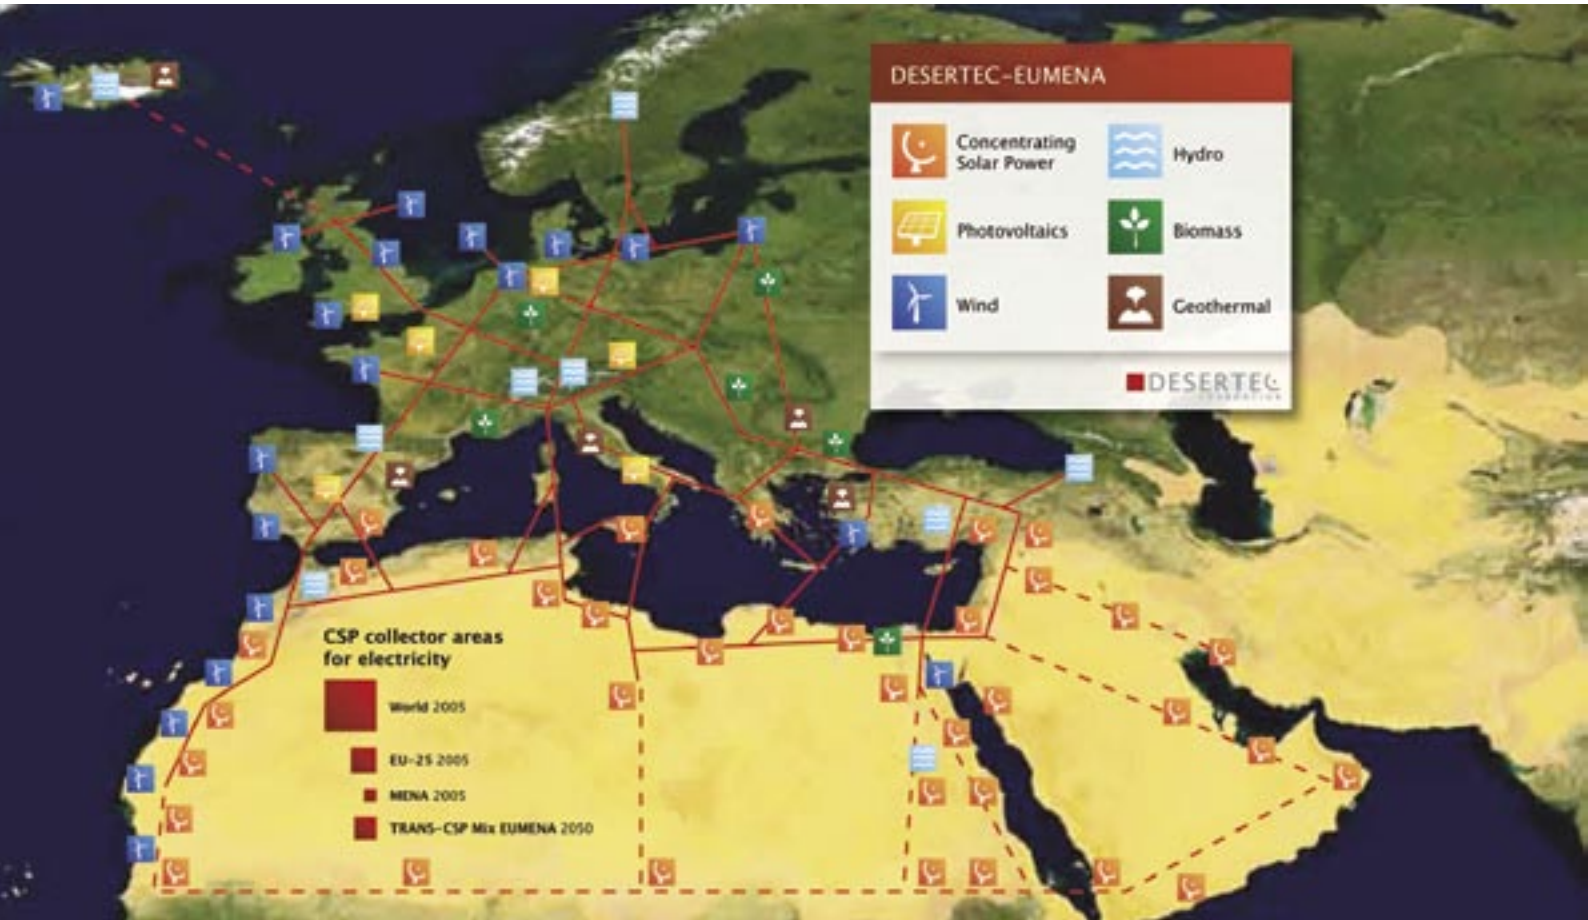 DESERTEC-EUMENA
Concentrating
Solar Power
Hydro
Photovoltaics
Biomass
Wind
Geothermal
DESERTEC
CSP collector areas
for electricity
World 2005
EU-25 2005
MENA 2005
TRANS-CSP Mix EUMENA 2050